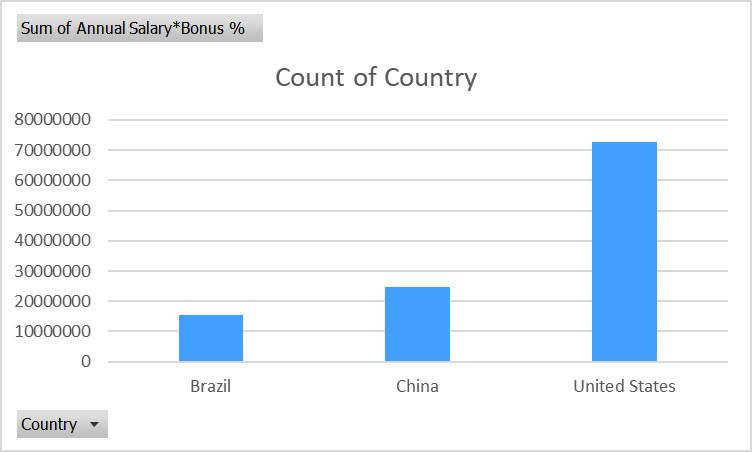 Sum of Annual Salary*Bonus %
Count of Country
80000000
70000000
60000000
50000000
40000000
30000000
20000000
10000000
0
Brazil China United States
Country